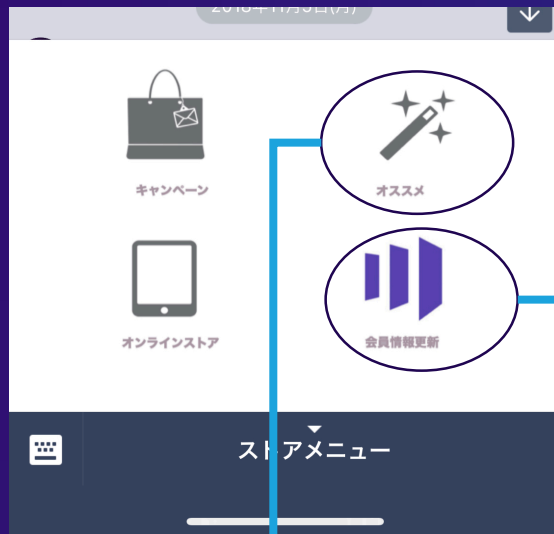 キャンペーン
オススメ
オンラインストア
会員情報更新
ストアメニュー